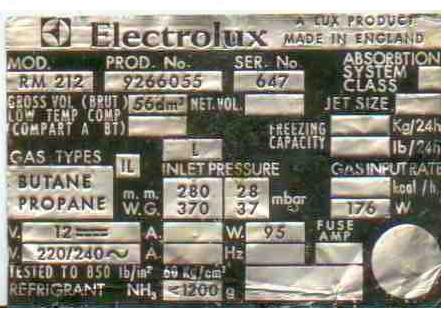 Electrolux A LUX PRODUCT
MADE IN ENGLAND
MOD. PROD. No. SER. No. ABSORBTION
SYSTEM
CLASS
RM 212 9266055 647
GROSS VOL (BRUT) 56dm³ NET.VOL. JET SIZE
LOW TEMP COMP
(COMPART A BT) FREEZING
CAPACITY Kg/24h
lb/24h
GAS TYPES IL L INLET PRESSURE GAS INPUT RATE
BUTANE m.m. 280 28 mbar kcal/h
PROPANE W.G. 370 37 176 W
V. 12 A. W. 95 FUSE
AMP
V. 220/240~ A. Hz
TESTED TO 850 lb/in² 60 Kg/cm²
REFRIGRANT NH₃ <1200 g